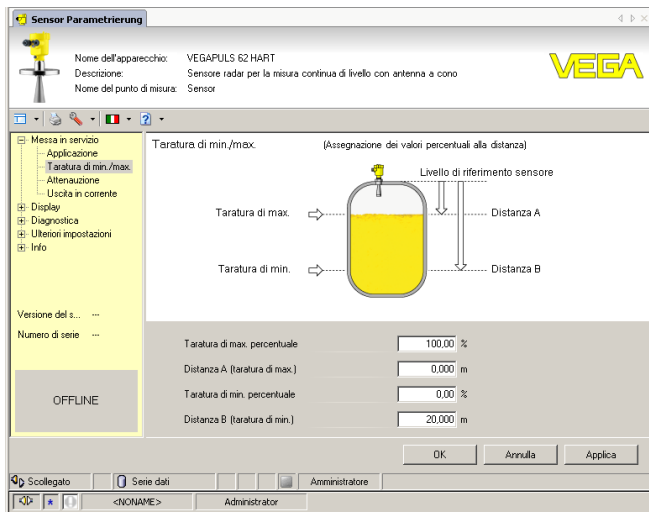 Sensor Parametrierung
Nome dell'apparecchio: VEGAPULS 62 HART
Descrizione: Sensore radar per la misura continua di livello con antenna a cono
Nome del punto di misura: Sensor
VEGA
Messa in servizio
Applicazione
Taratura di min./max.
Attenuazione
Uscita in corrente
Display
Diagnostica
Ulteriori impostazioni
Info
Versione del s... ---
Numero di serie ---
OFFLINE
Taratura di min./max. (Assegnazione dei valori percentuali alla distanza)
Livello di riferimento sensore
Taratura di max. Distanza A
Taratura di min. Distanza B
Taratura di max. percentuale 100,00 %
Distanza A (taratura di max.) 0,000 m
Taratura di min. percentuale 0,00 %
Distanza B (taratura di min.) 20,000 m
OK Annulla Applica
Scollegato Serie dati Amministratore
<NONAME> Administrator